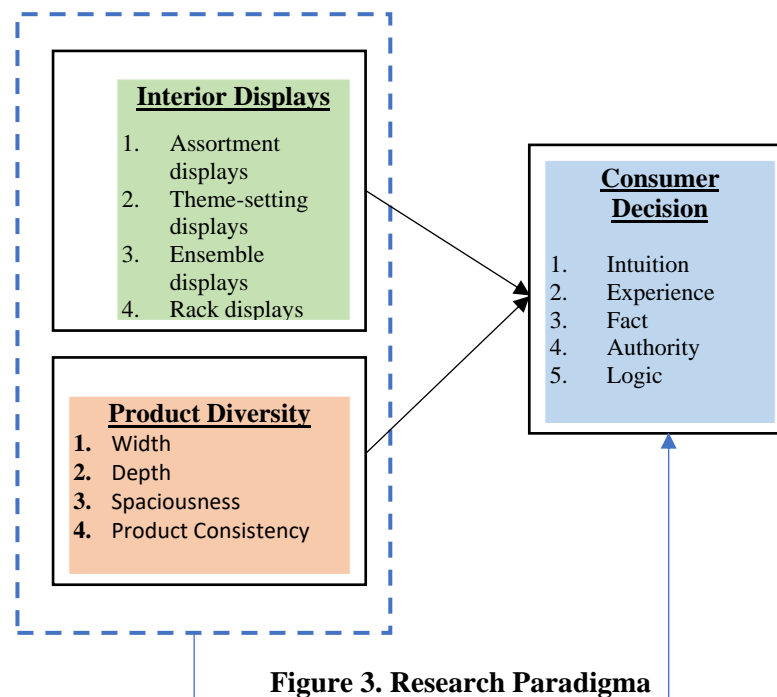 Interior Displays
1. Assortment
displays
2. Theme-setting
displays
3. Ensemble
displays
4. Rack displays
Product Diversity
1. Width
2. Depth
3. Spaciousness
4. Product Consistency
Consumer
Decision
1. Intuition
2. Experience
3. Fact
4. Authority
5. Logic
Figure 3. Research Paradigma